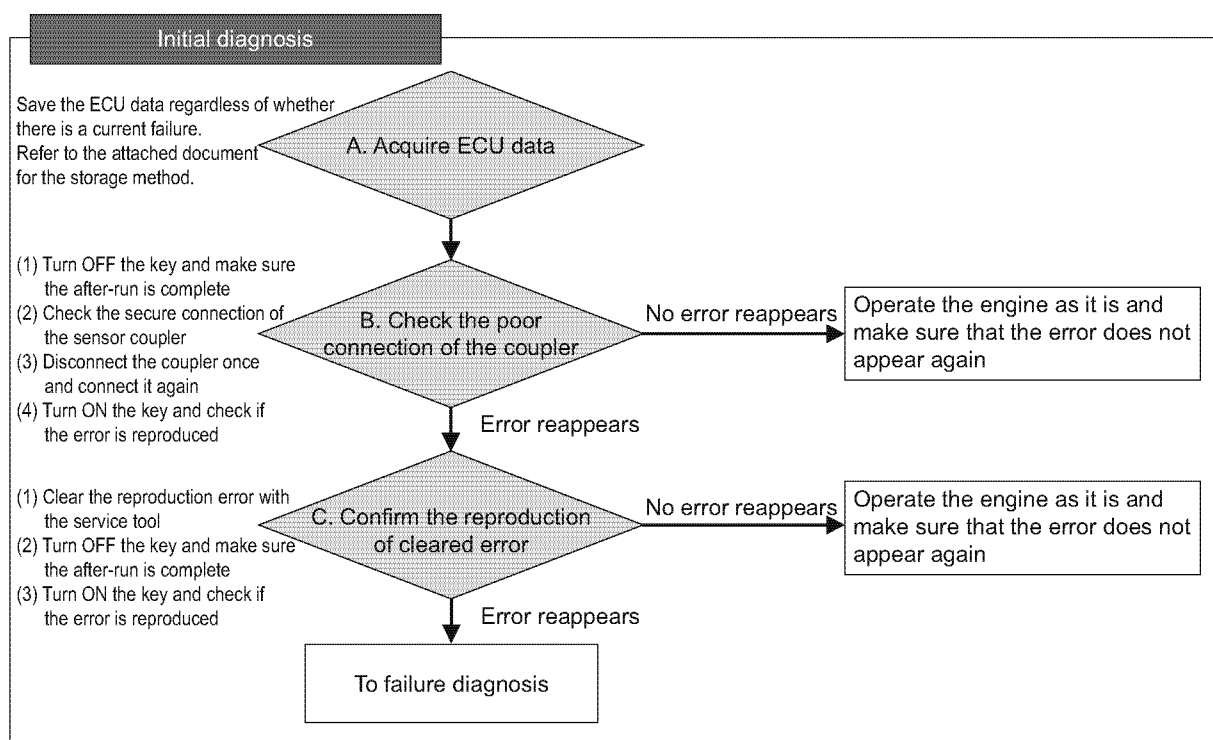 Initial diagnosis
Save the ECU data regardless of whether
there is a current failure.
Refer to the attached document
for the storage method.
A. Acquire ECU data
(1) Turn OFF the key and make sure
the after-run is complete
(2) Check the secure connection of
the sensor coupler
(3) Disconnect the coupler once
and connect it again
(4) Turn ON the key and check if
the error is reproduced
B. Check the poor
connection of the coupler
No error reappears
Operate the engine as it is and
make sure that the error does not
appear again
Error reappears
(1) Clear the reproduction error with
the service tool
(2) Turn OFF the key and make sure
the after-run is complete
(3) Turn ON the key and check if
the error is reproduced
C. Confirm the reproduction
of cleared error
No error reappears
Operate the engine as it is and
make sure that the error does not
appear again
Error reappears
To failure diagnosis